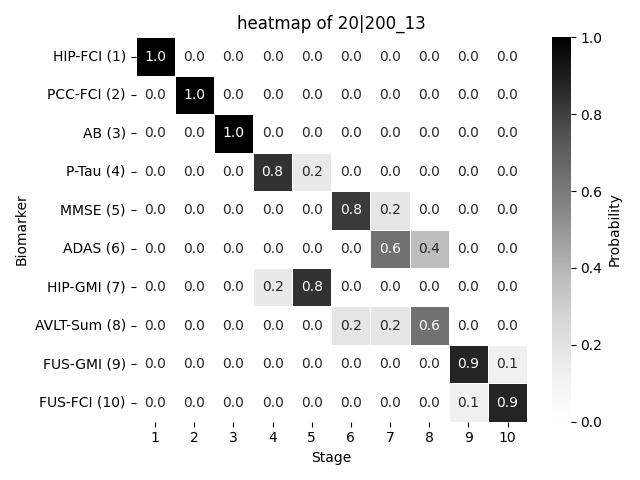 heatmap of 20|200_13
HIP-FCI (1) 1.0 0.0 0.0 0.0 0.0 0.0 0.0 0.0 0.0 0.0
PCC-FCI (2) 0.0 1.0 0.0 0.0 0.0 0.0 0.0 0.0 0.0 0.0
AB (3) 0.0 0.0 1.0 0.0 0.0 0.0 0.0 0.0 0.0 0.0
P-Tau (4) 0.0 0.0 0.0 0.8 0.2 0.0 0.0 0.0 0.0 0.0
MMSE (5) 0.0 0.0 0.0 0.0 0.0 0.8 0.2 0.0 0.0 0.0
ADAS (6) 0.0 0.0 0.0 0.0 0.0 0.0 0.6 0.4 0.0 0.0
HIP-GMI (7) 0.0 0.0 0.0 0.2 0.8 0.0 0.0 0.0 0.0 0.0
AVLT-Sum (8) 0.0 0.0 0.0 0.0 0.0 0.2 0.2 0.6 0.0 0.0
FUS-GMI (9) 0.0 0.0 0.0 0.0 0.0 0.0 0.0 0.0 0.9 0.1
FUS-FCI (10) 0.0 0.0 0.0 0.0 0.0 0.0 0.0 0.0 0.1 0.9
1 2 3 4 5 6 7 8 9 10
Stage
Biomarker
1.0
0.8
0.6
0.4
0.2
0.0
Probability